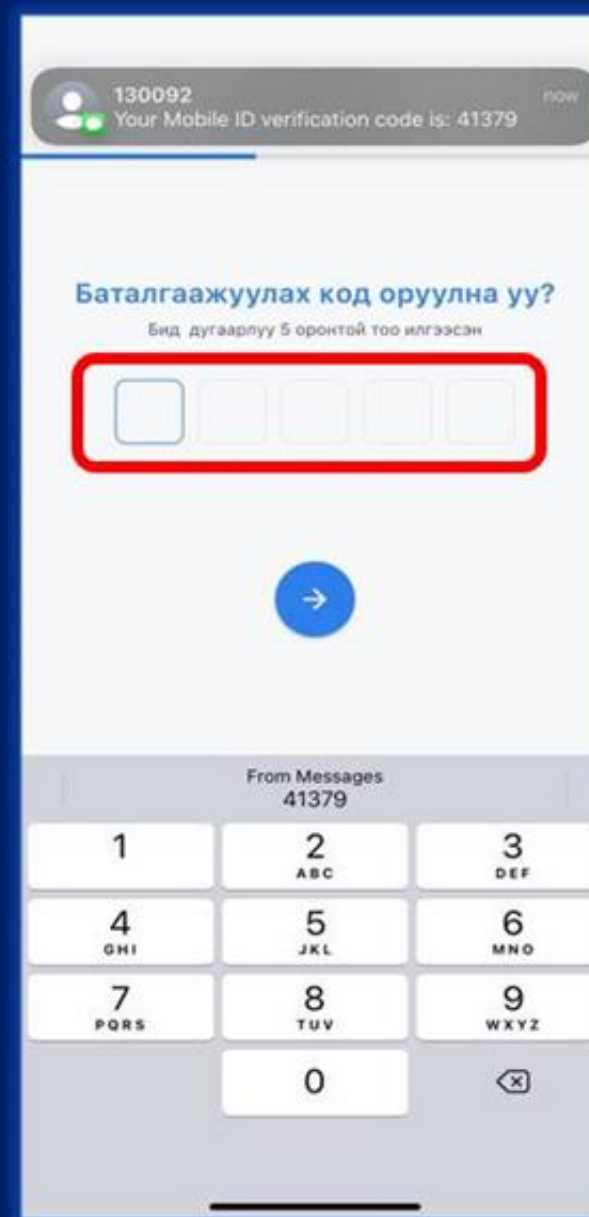 130092
now
Your Mobile ID verification code is: 41379
Баталгаажуулах код оруулна уу?
Бид дугаарлуу 5 оронтой тоо илгээсэн
From Messages
41379
1
2
ABC
3
DEF
4
GHI
5
JKL
6
MNO
7
PQRS
8
TUV
9
WXYZ
0